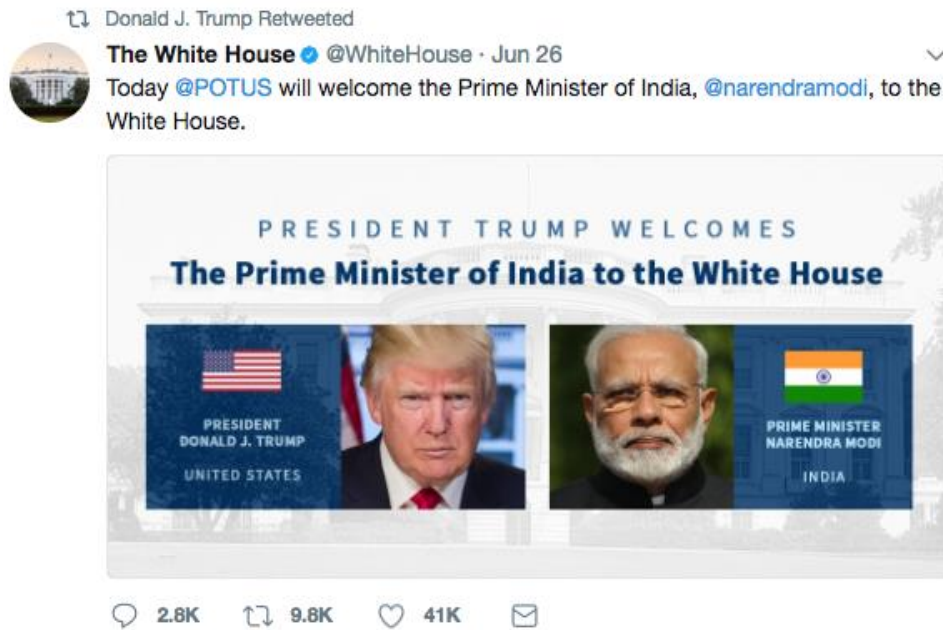 Donald J. Trump Retweeted
The White House @WhiteHouse · Jun 26
Today @POTUS will welcome the Prime Minister of India, @narendramodi, to the
White House.
PRESIDENT TRUMP WELCOMES
The Prime Minister of India to the White House
PRESIDENT
DONALD J. TRUMP
UNITED STATES
PRIME MINISTER
NARENDRA MODI
INDIA
2.8K 9.8K 41K